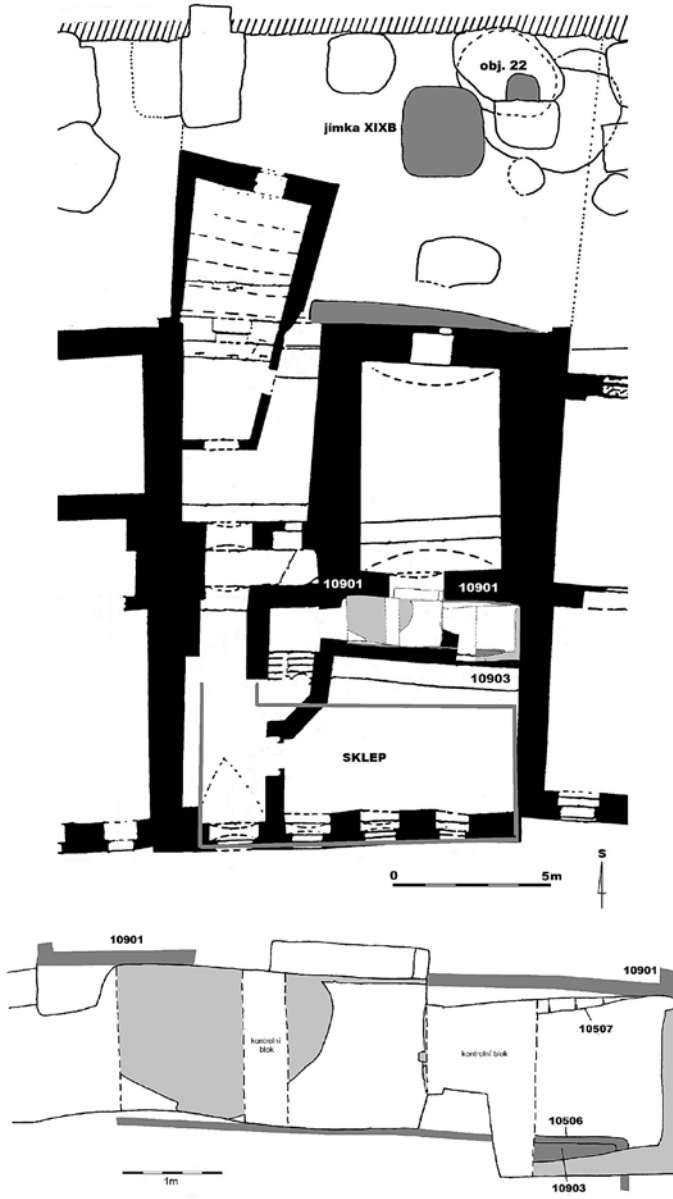 obj. 22
jímka XIXB
10901
10901
10903
SKLEP
0 5m
S
10901
10901
kontrolní
blok
kontrolní blok
10507
10506
1m
10903